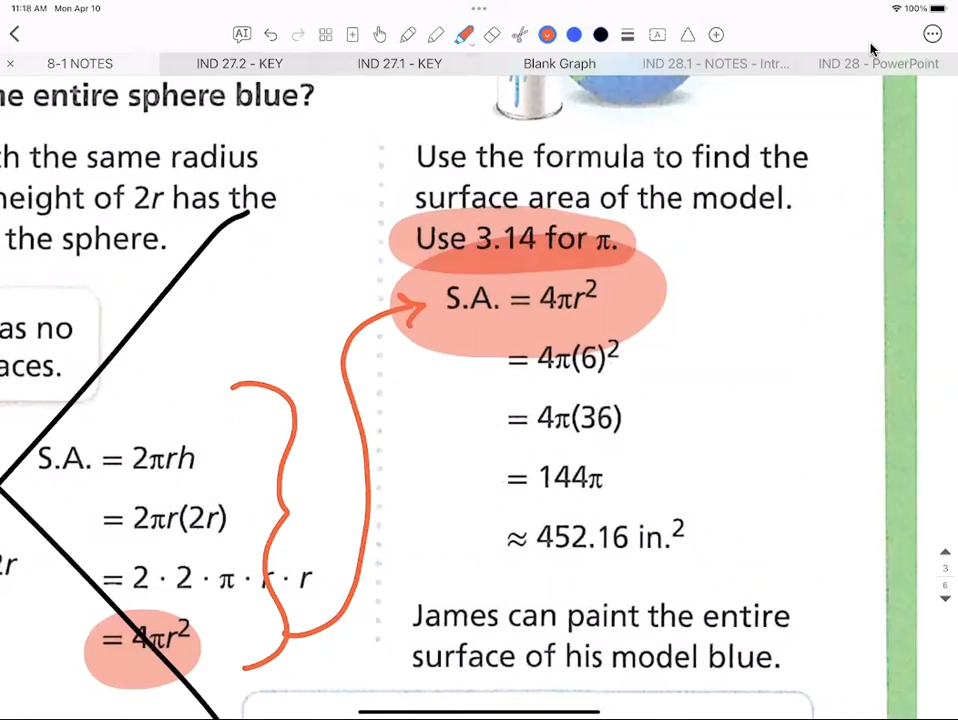 11:18 AM Mon Apr 10
100%
AI
A
8-1 NOTES
IND 27.2 - KEY
IND 27.1 - KEY
Blank Graph
IND 28.1 - NOTES - Intr...
IND 28 - PowerPoint
e entire sphere blue?
the same radius
height of 2r has the
the sphere.
as no
aces.
S.A. = 2πrh
= 2πr(2r)
= 2 · 2 · π · r · r
= 4πr²
2r
Use the formula to find the
surface area of the model.
Use 3.14 for π.
S.A. = 4πr²
= 4π(6)²
= 4π(36)
= 144π
≈ 452.16 in.²
James can paint the entire
surface of his model blue.
3
6